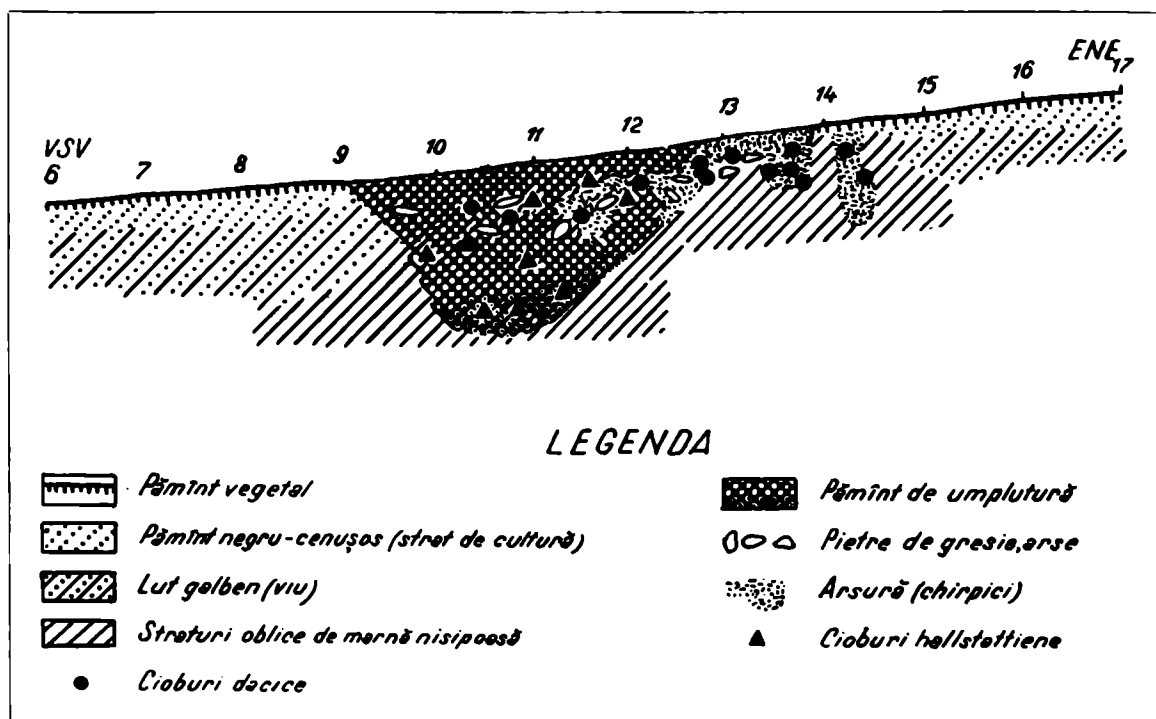 VSV
6 7 8 9 10 11 12 13 14 15 16 17
ENE
LEGENDA
Pămînt vegetal
Pămînt negru-cenușos (strat de cultură)
Lut galben (viu)
Straturi oblice de marnă nisipoasă
Cioburi dacice
Pămînt de umplutură
Pietre de gresie, arse
Arsură (chirpici)
Cioburi hallstattiene